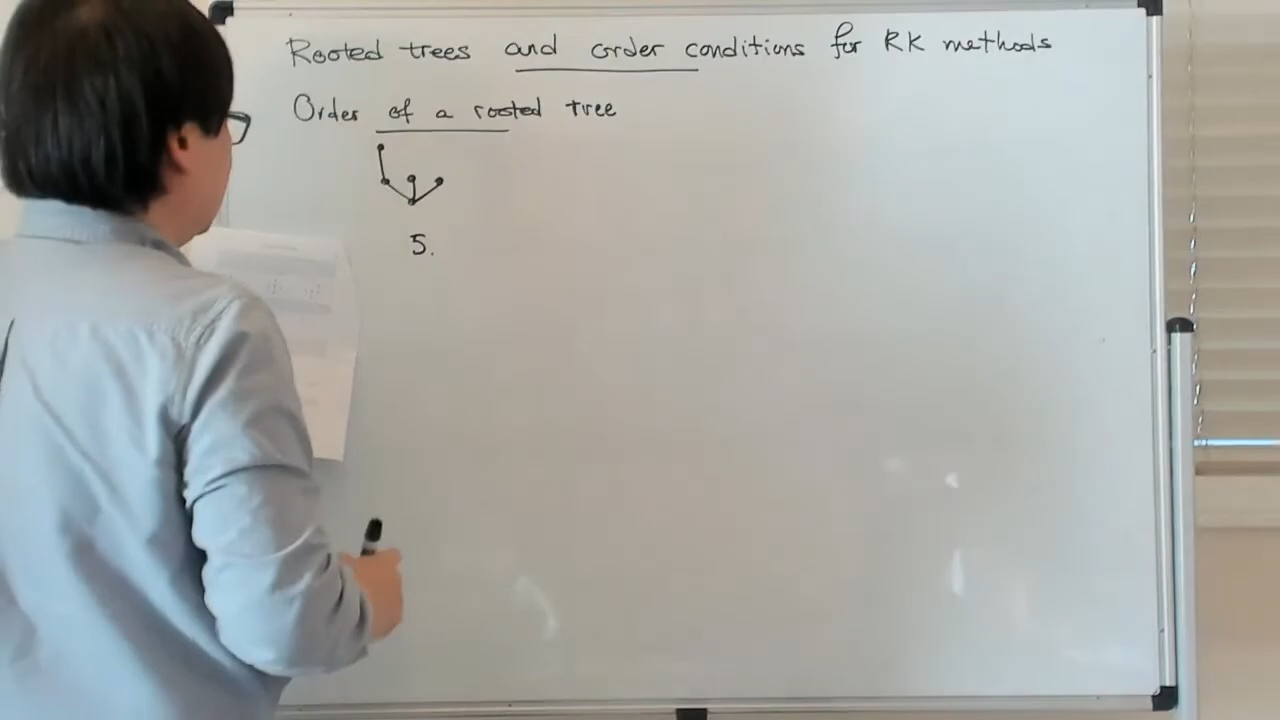 Rooted trees and order conditions for RK methods
Order of a rooted tree
5.